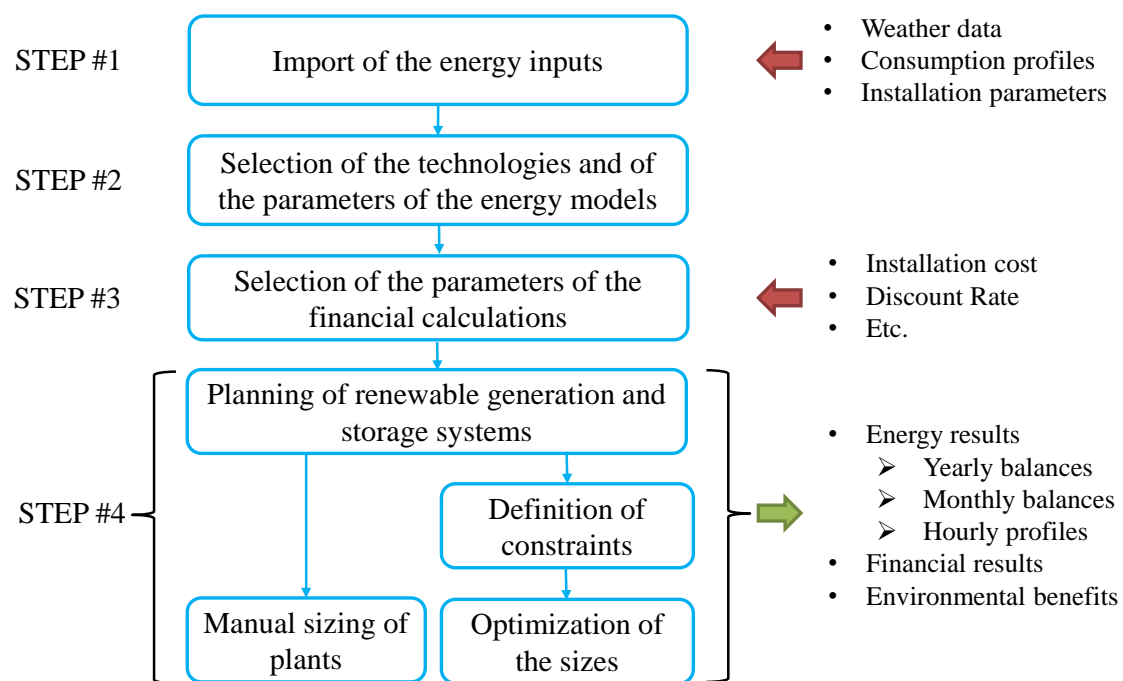 STEP #1
Import of the energy inputs
• Weather data
• Consumption profiles
• Installation parameters
STEP #2
Selection of the technologies and of
the parameters of the energy models
STEP #3
Selection of the parameters of the
financial calculations
• Installation cost
• Discount Rate
• Etc.
STEP #4
Planning of renewable generation and
storage systems
Definition of
constraints
Manual sizing of
plants
Optimization of
the sizes
• Energy results
➢ Yearly balances
➢ Monthly balances
➢ Hourly profiles
• Financial results
• Environmental benefits